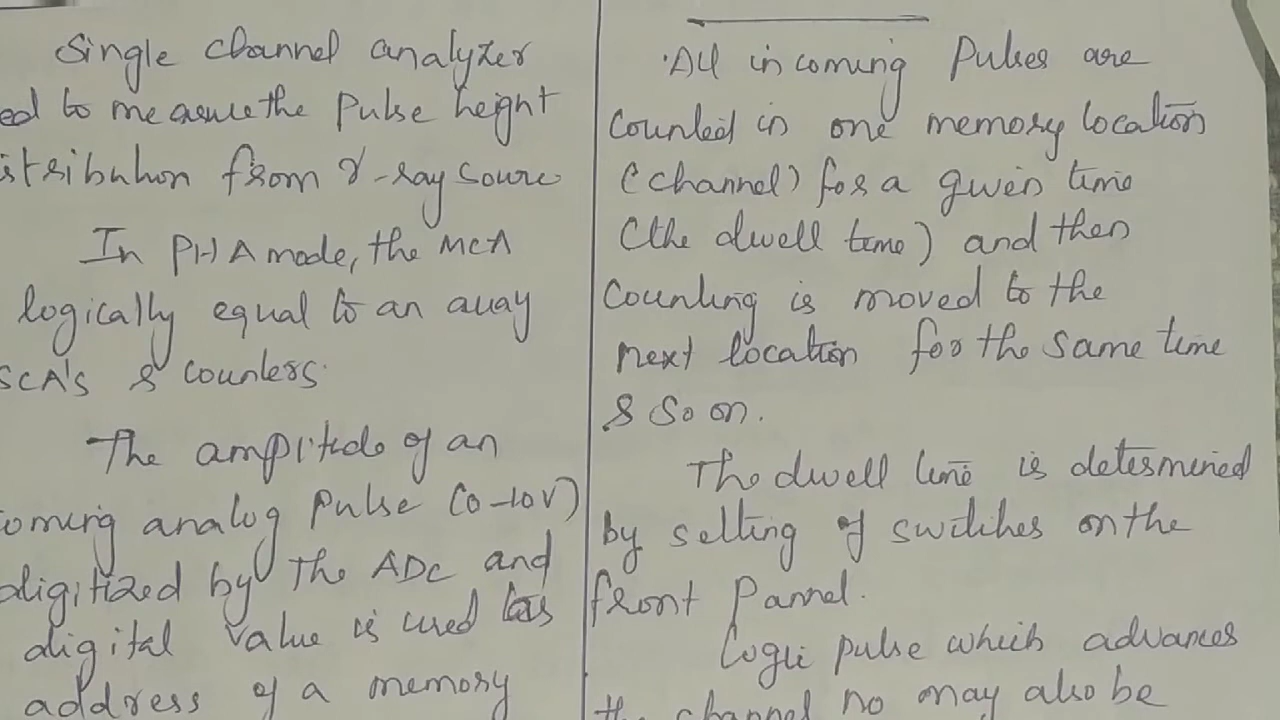 Single channel analyzer
ed to measure the pulse height
istribution from γ-ray source
In PHA mode, the MCA
logically equal to an array
SCA's & counters.
The amplitude of an
oming analog pulse (0-10V)
digitized by the ADC and
digital value is used as
address of a memory
All incoming Pulses are
counted in one memory location
(channel) for a given time
(the dwell time) and then
counting is moved to the
next location for the same time
& so on.
The dwell time is determined
by setting of switches on the
front Pannel.
Logic pulse which advances
the channel no may also be